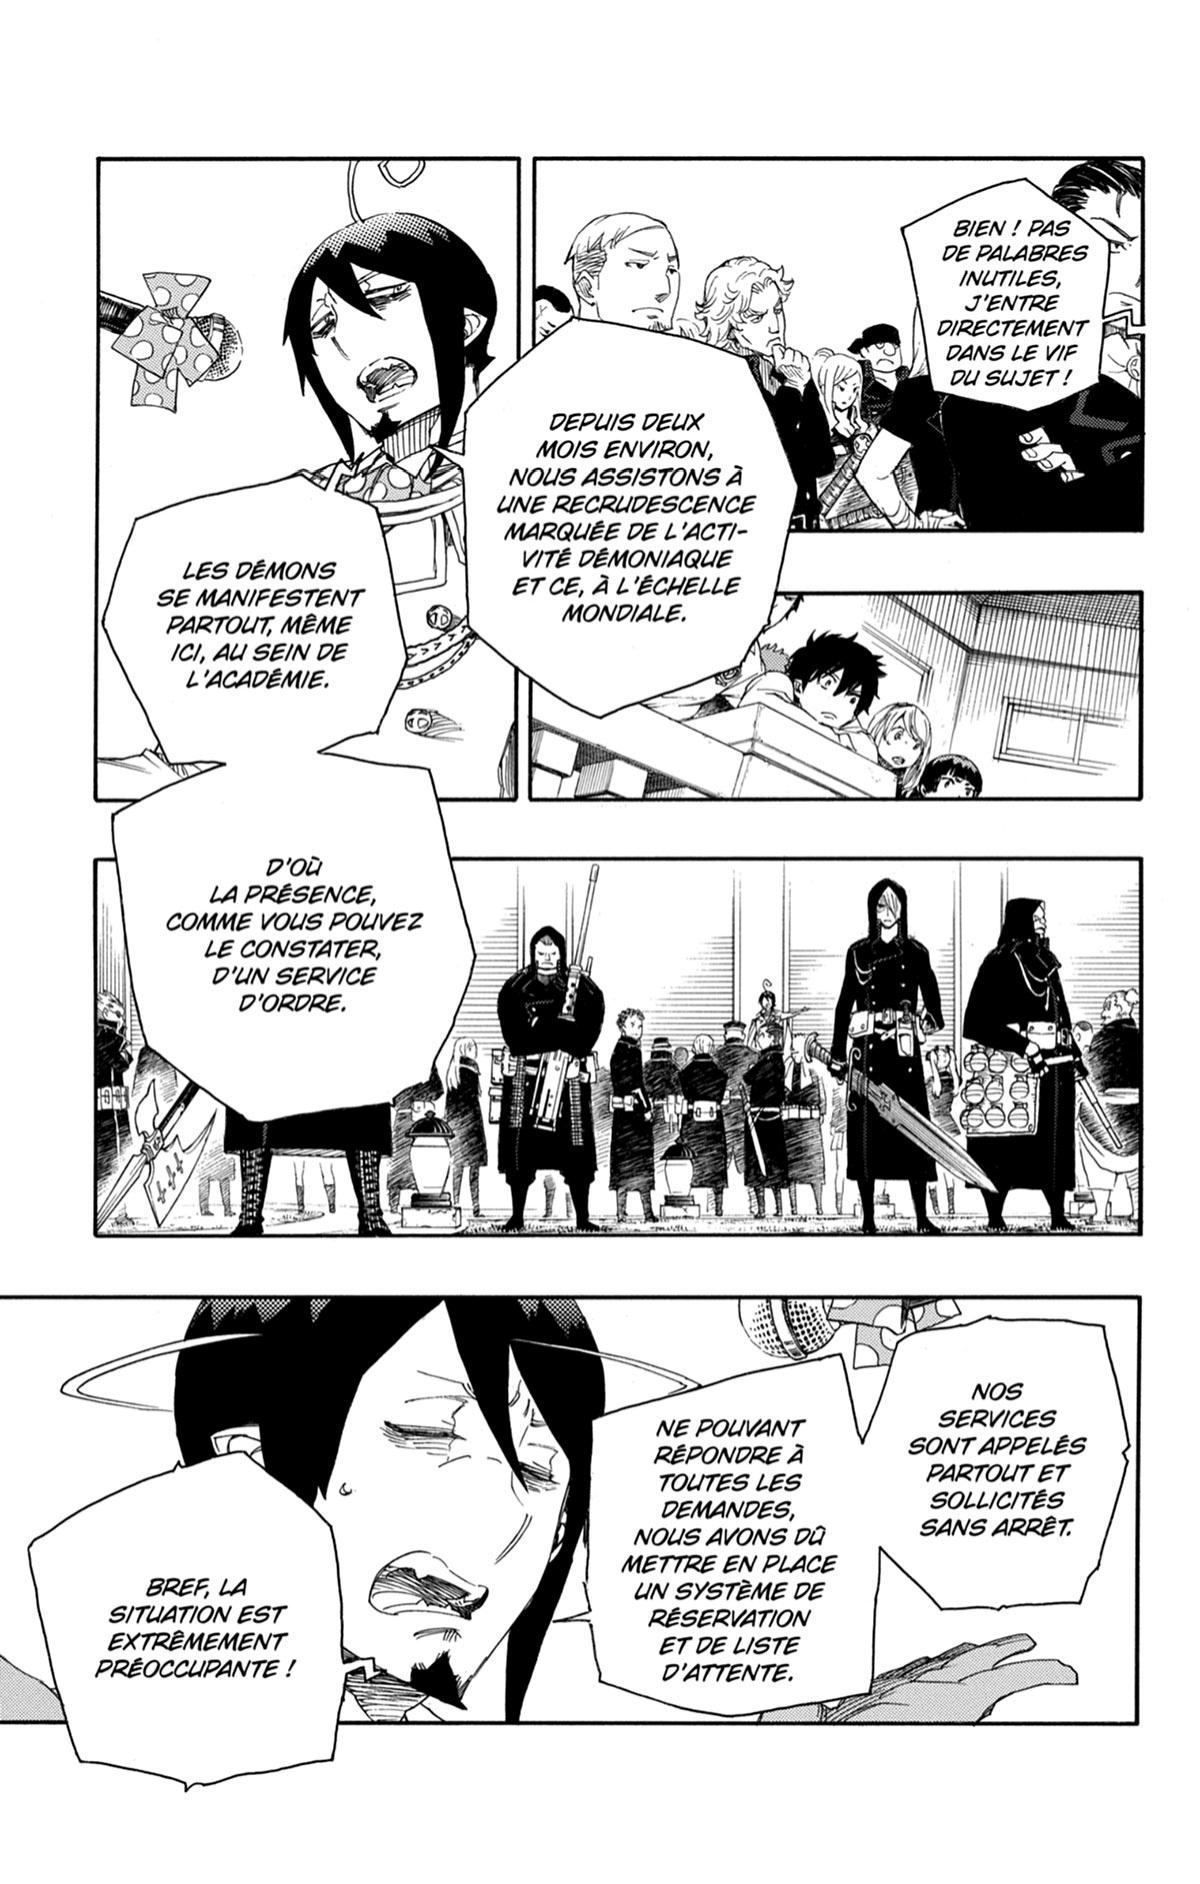 BIEN ! PAS
DE PALABRES
INUTILES,
J'ENTRE
DIRECTEMENT
DANS LE VIF
DU SUJET !
DEPUIS DEUX
MOIS ENVIRON,
NOUS ASSISTONS À
UNE RECRUDESCENCE
MARQUÉE DE L'ACTI-
VITÉ DÉMONIAQUE
ET CE, À L'ÉCHELLE
MONDIALE.
LES DÉMONS
SE MANIFESTENT
PARTOUT, MÊME
ICI, AU SEIN DE
L'ACADÉMIE.
D'OÙ
LA PRÉSENCE,
COMME VOUS POUVEZ
LE CONSTATER,
D'UN SERVICE
D'ORDRE.
NOS
SERVICES
SONT APPELÉS
PARTOUT ET
SOLLICITÉS
SANS ARRÊT.
NE POUVANT
RÉPONDRE À
TOUTES LES
DEMANDES,
NOUS AVONS DÛ
METTRE EN PLACE
UN SYSTÈME DE
RÉSERVATION
ET DE LISTE
D'ATTENTE.
BREF, LA
SITUATION EST
EXTRÊMEMENT
PRÉOCCUPANTE !